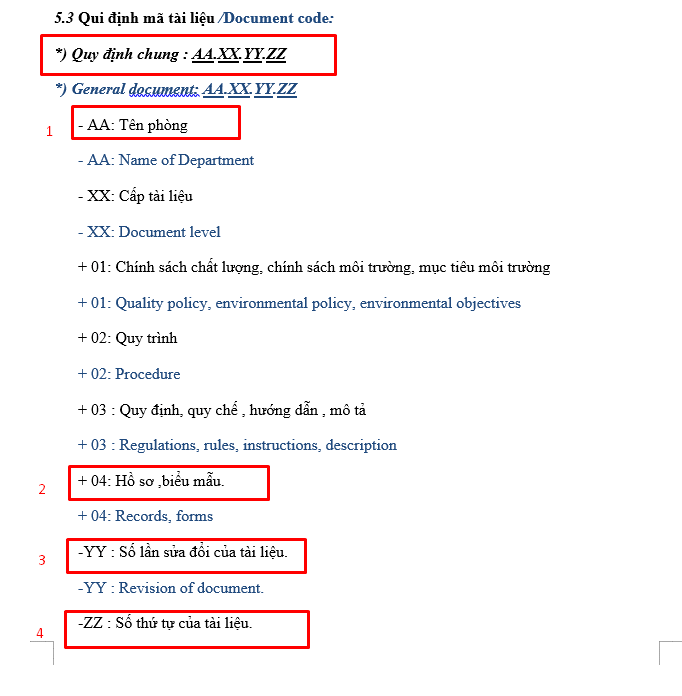 5.3 Qui định mã tài liệu /Document code:
*) Quy định chung : AA.XX.YY.ZZ
*) General document: AA.XX.YY.ZZ
1
- AA: Tên phòng
- AA: Name of Department
- XX: Cấp tài liệu
- XX: Document level
+ 01: Chính sách chất lượng, chính sách môi trường, mục tiêu môi trường
+ 01: Quality policy, environmental policy, environmental objectives
+ 02: Quy trình
+ 02: Procedure
+ 03 : Quy định, quy chế , hướng dẫn , mô tả
+ 03 : Regulations, rules, instructions, description
2
+ 04: Hồ sơ ,biểu mẫu.
+ 04: Records, forms
3
-YY : Số lần sửa đổi của tài liệu.
-YY : Revision of document.
4
-ZZ : Số thứ tự của tài liệu.